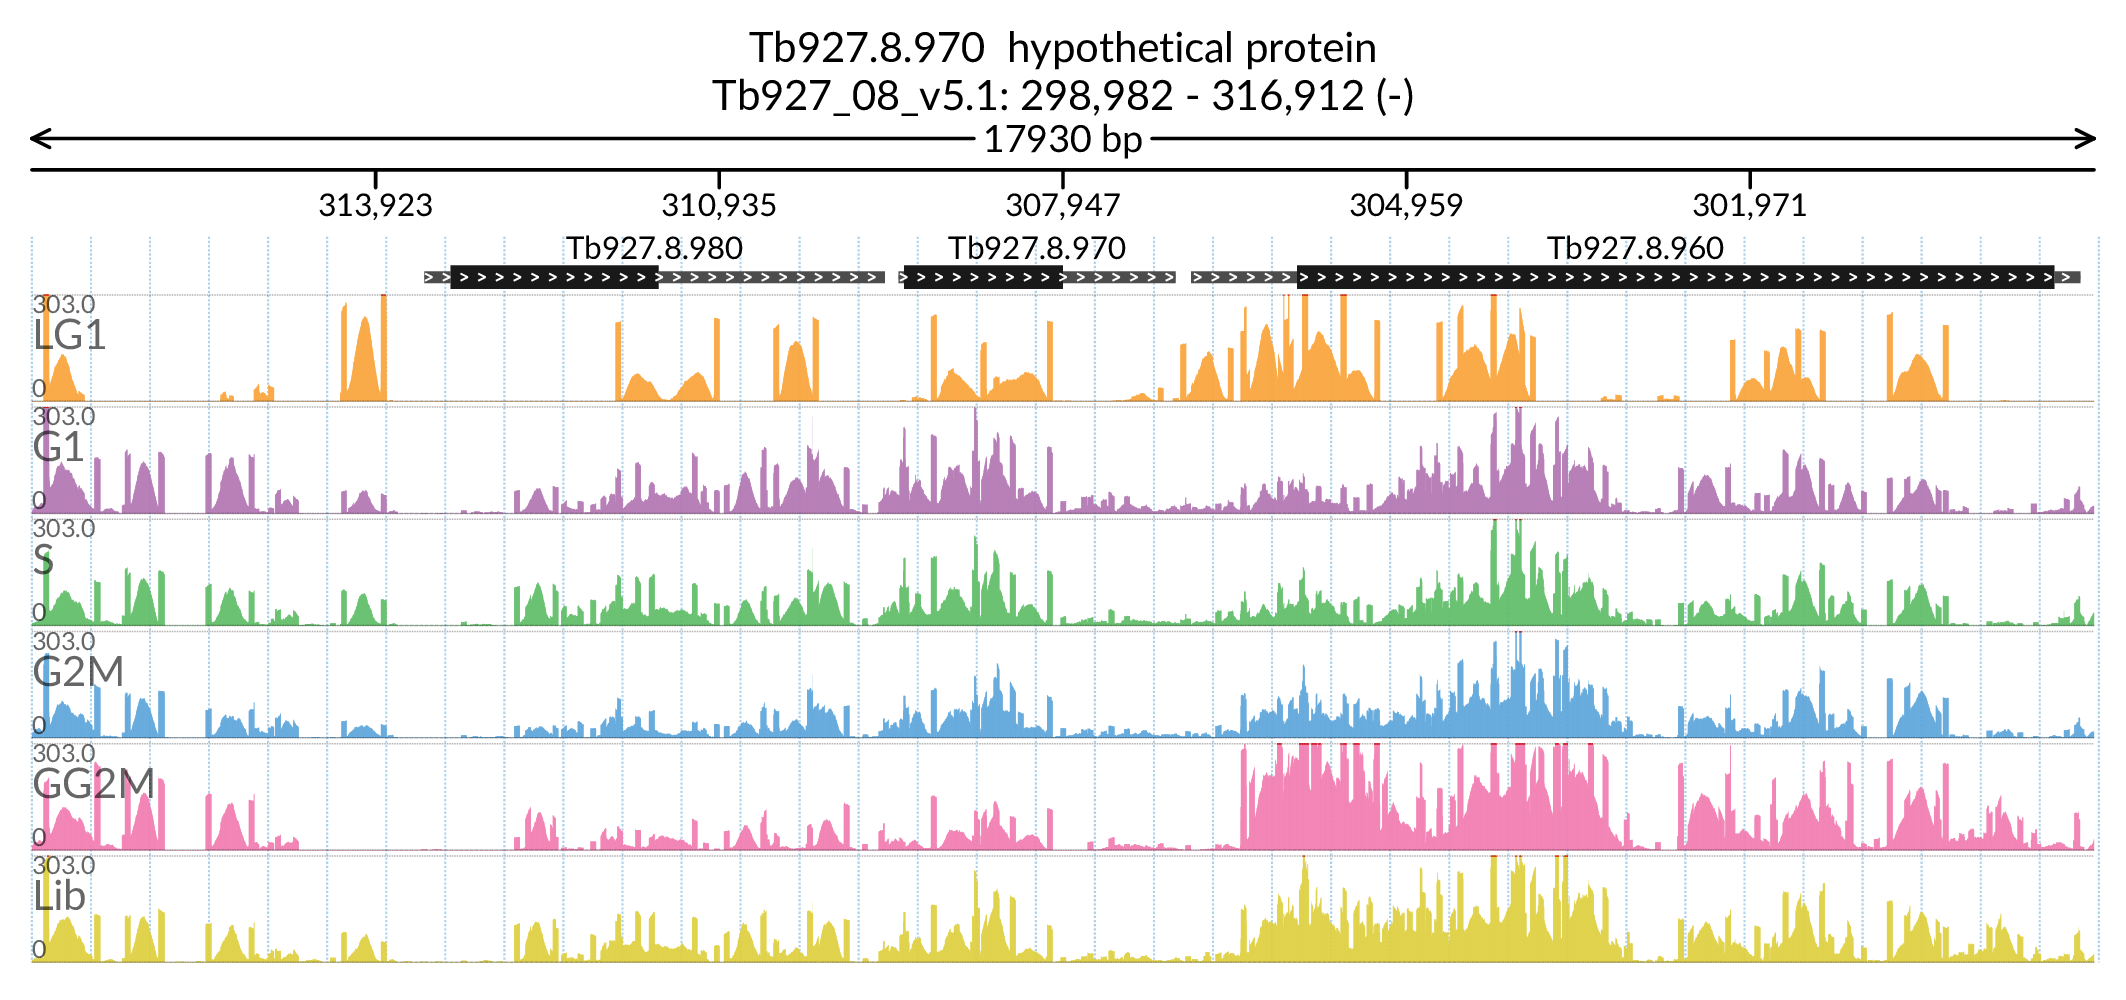 Tb927.8.970 hypothetical protein
Tb927_08_v5.1: 298,982 - 316,912 (-)
17930 bp
313,923 310,935 307,947 304,959 301,971
Tb927.8.980 Tb927.8.970 Tb927.8.960
303.0
LG1
0
303.0
G1
0
303.0
S
0
303.0
G2M
0
303.0
GG2M
0
303.0
Lib
0